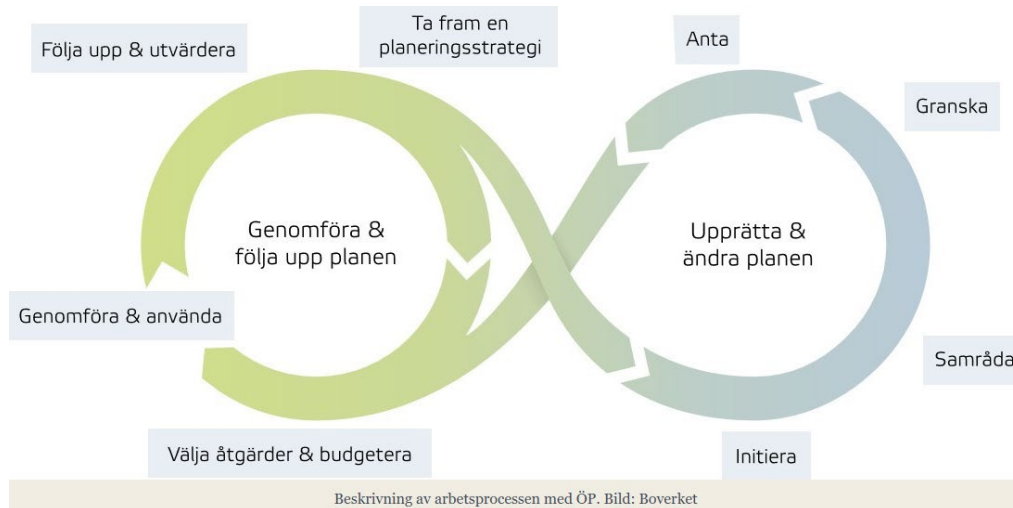 Följa upp & utvärdera
Ta fram en
planeringsstrategi
Anta
Granska
Genomföra &
följa upp planen
Upprätta &
ändra planen
Genomföra & använda
Samråda
Välja åtgärder & budgetera
Initiera
Beskrivning av arbetsprocessen med ÖP. Bild: Boverket